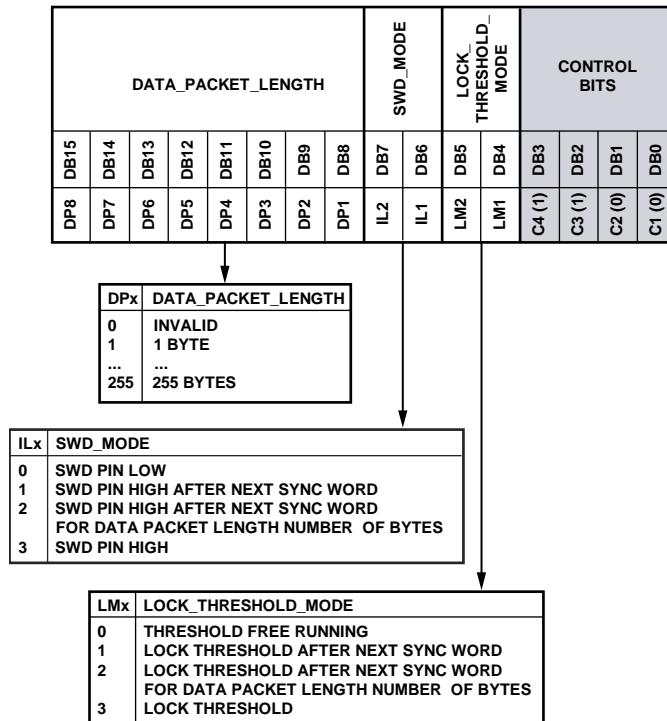 DATA_PACKET_LENGTH
SWD_MODE
LOCK_
THRESHOLD_
MODE
CONTROL
BITS
DB15 DB14 DB13 DB12 DB11 DB10 DB9 DB8 DB7 DB6 DB5 DB4 DB3 DB2 DB1 DB0
DP8 DP7 DP6 DP5 DP4 DP3 DP2 DP1 IL2 IL1 LM2 LM1 C4 (1) C3 (1) C2 (0) C1 (0)
DPx DATA_PACKET_LENGTH
0 INVALID
1 1 BYTE
... ...
255 255 BYTES
ILx SWD_MODE
0 SWD PIN LOW
1 SWD PIN HIGH AFTER NEXT SYNC WORD
2 SWD PIN HIGH AFTER NEXT SYNC WORD
FOR DATA PACKET LENGTH NUMBER OF BYTES
3 SWD PIN HIGH
LMx LOCK_THRESHOLD_MODE
0 THRESHOLD FREE RUNNING
1 LOCK THRESHOLD AFTER NEXT SYNC WORD
2 LOCK THRESHOLD AFTER NEXT SYNC WORD
FOR DATA PACKET LENGTH NUMBER OF BYTES
3 LOCK THRESHOLD